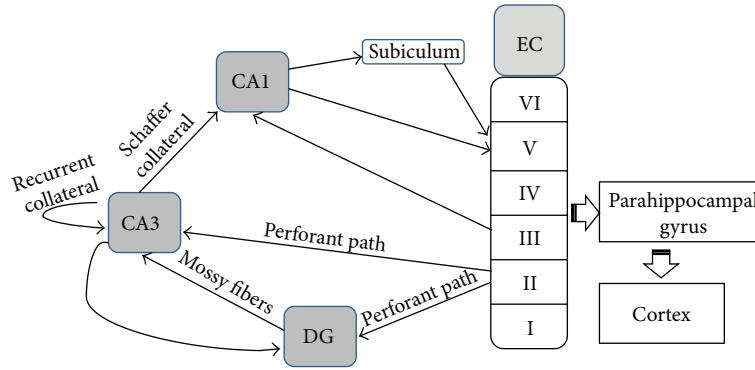 Subiculum
EC
CA1
VI
V
IV
III
II
I
Schaffer
collateral
Recurrent
collateral
CA3
Perforant path
Mossy fibers
Perforant path
DG
Parahippocampal
gyrus
Cortex